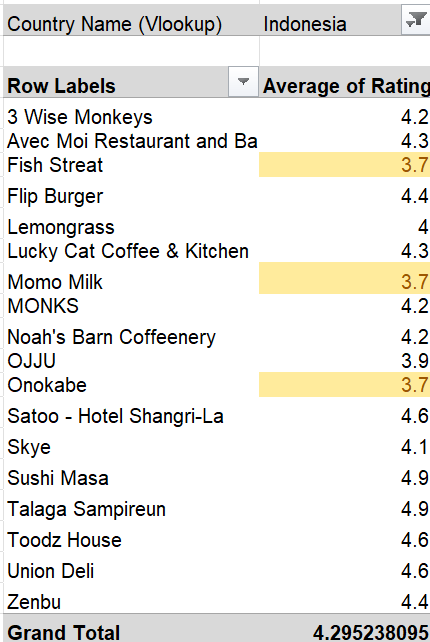 Country Name (Vlookup) Indonesia
Row Labels Average of Rating
3 Wise Monkeys 4.2
Avec Moi Restaurant and Ba 4.3
Fish Streat 3.7
Flip Burger 4.4
Lemongrass 4
Lucky Cat Coffee & Kitchen 4.3
Momo Milk 3.7
MONKS 4.2
Noah's Barn Coffeenery 4.2
OJJU 3.9
Onokabe 3.7
Satoo - Hotel Shangri-La 4.6
Skye 4.1
Sushi Masa 4.9
Talaga Sampireun 4.9
Toodz House 4.6
Union Deli 4.6
Zenbu 4.4
Grand Total 4.295238095